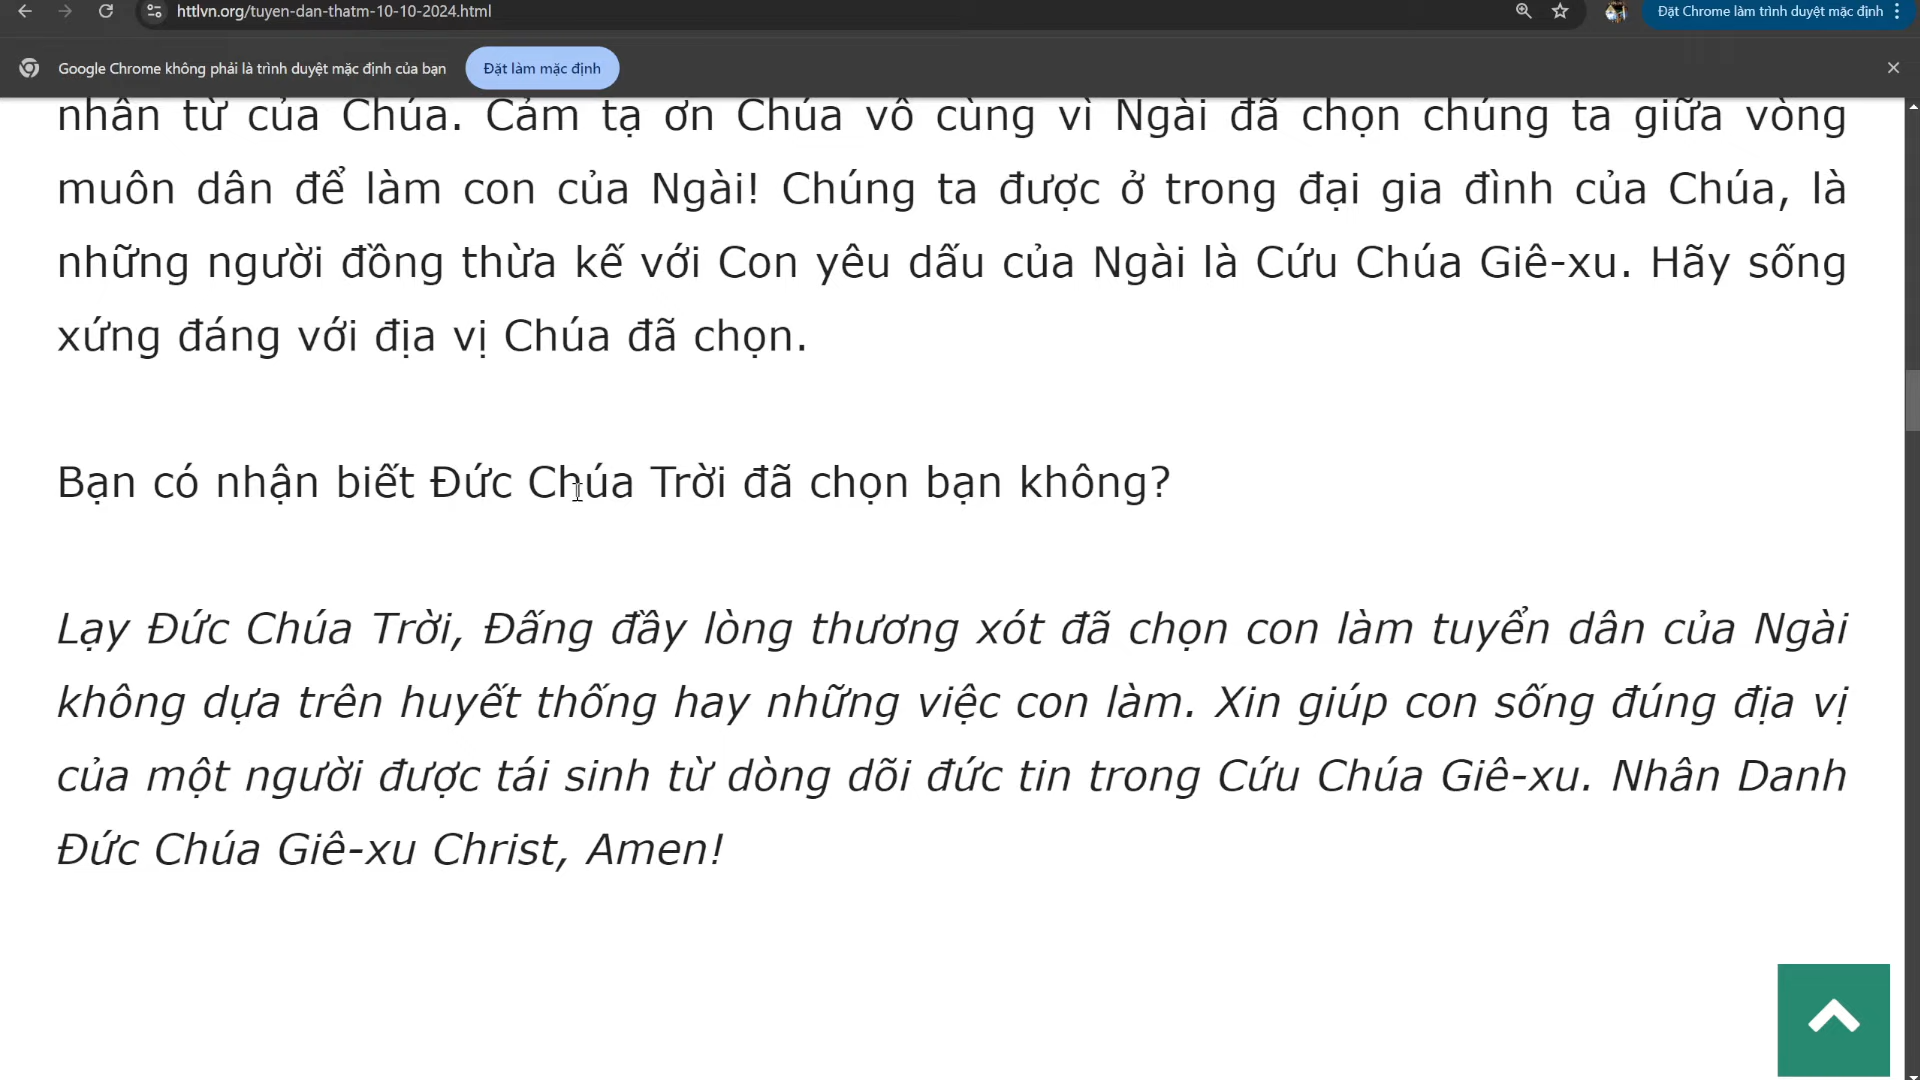 httlvn.org/tuyen-dan-thatm-10-10-2024.html
Đặt Chrome làm trình duyệt mặc định
Google Chrome không phải là trình duyệt mặc định của bạn
Đặt làm mặc định
nhân từ của Chúa. Cảm tạ ơn Chúa vô cùng vì Ngài đã chọn chúng ta giữa vòng
muôn dân để làm con của Ngài! Chúng ta được ở trong đại gia đình của Chúa, là
những người đồng thừa kế với Con yêu dấu của Ngài là Cứu Chúa Giê-xu. Hãy sống
xứng đáng với địa vị Chúa đã chọn.
Bạn có nhận biết Đức Chúa Trời đã chọn bạn không?
Lạy Đức Chúa Trời, Đấng đầy lòng thương xót đã chọn con làm tuyển dân của Ngài
không dựa trên huyết thống hay những việc con làm. Xin giúp con sống đúng địa vị
của một người được tái sinh từ dòng dõi đức tin trong Cứu Chúa Giê-xu. Nhân Danh
Đức Chúa Giê-xu Christ, Amen!